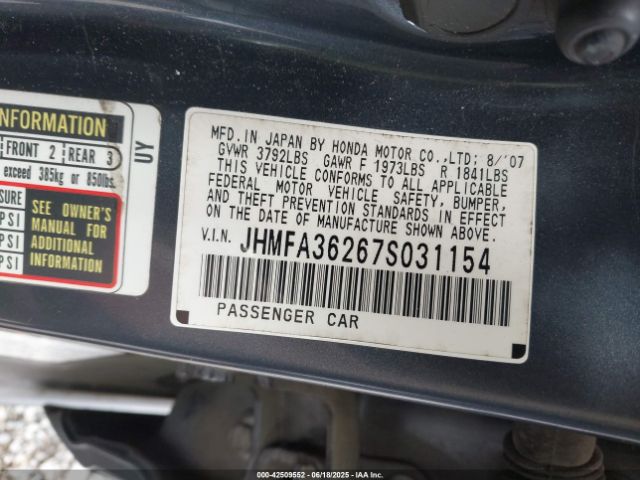 INFORMATION
FRONT 2 REAR 3
exceed 385kg or 850lbs.
SURE
PSI
PSI
PSI
SEE OWNER'S
MANUAL FOR
ADDITIONAL
INFORMATION
UY
MFD. IN JAPAN BY HONDA MOTOR CO.,LTD; 8/'07
GVWR 3792LBS GAWR F 1973LBS R 1841LBS
THIS VEHICLE CONFORMS TO ALL APPLICABLE
FEDERAL MOTOR VEHICLE SAFETY, BUMPER,
AND THEFT PREVENTION STANDARDS IN EFFECT
ON THE DATE OF MANUFACTURE SHOWN ABOVE.
V.I.N. JHMFA36267S031154
PASSENGER CAR
000-42509552 - 06/18/2025 - IAAI.COM